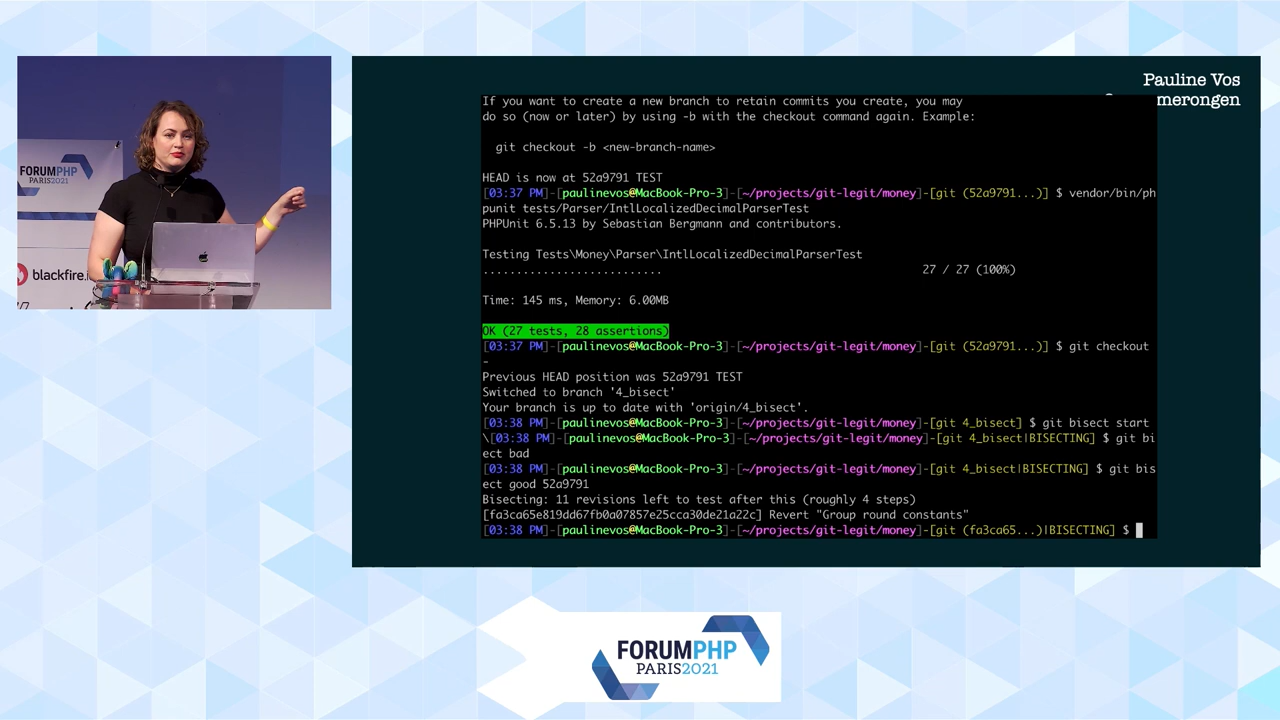 Pauline Vos
merongen
If you want to create a new branch to retain commits you create, you may
do so (now or later) by using -b with the checkout command again. Example:
git checkout -b <new-branch-name>
HEAD is now at 52a9791 TEST
[03:37 PM]-[paulinevos@MacBook-Pro-3]-[~/projects/git-legit/money]-[git (52a9791...)] $ vendor/bin/ph
punit tests/Parser/IntlLocalizedDecimalParserTest
PHPUnit 6.5.13 by Sebastian Bergmann and contributors.
Testing Tests\Money\Parser\IntlLocalizedDecimalParserTest
........................... 27 / 27 (100%)
Time: 145 ms, Memory: 6.00MB
OK (27 tests, 28 assertions)
[03:37 PM]-[paulinevos@MacBook-Pro-3]-[~/projects/git-legit/money]-[git (52a9791...)] $ git checkout
-
Previous HEAD position was 52a9791 TEST
Switched to branch '4_bisect'
Your branch is up to date with 'origin/4_bisect'.
[03:38 PM]-[paulinevos@MacBook-Pro-3]-[~/projects/git-legit/money]-[git 4_bisect] $ git bisect start
\[03:38 PM]-[paulinevos@MacBook-Pro-3]-[~/projects/git-legit/money]-[git 4_bisect|BISECTING] $ git bi
ect bad
[03:38 PM]-[paulinevos@MacBook-Pro-3]-[~/projects/git-legit/money]-[git 4_bisect|BISECTING] $ git bis
ect good 52a9791
Bisecting: 11 revisions left to test after this (roughly 4 steps)
[fa3ca65e819dd67fb0a07857e25cca30de21a22c] Revert "Group round constants"
[03:38 PM]-[paulinevos@MacBook-Pro-3]-[~/projects/git-legit/money]-[git (fa3ca65...)|BISECTING] $
FORUMPHP
PARIS2021
blackfire.i
FORUMPHP
PARIS2021